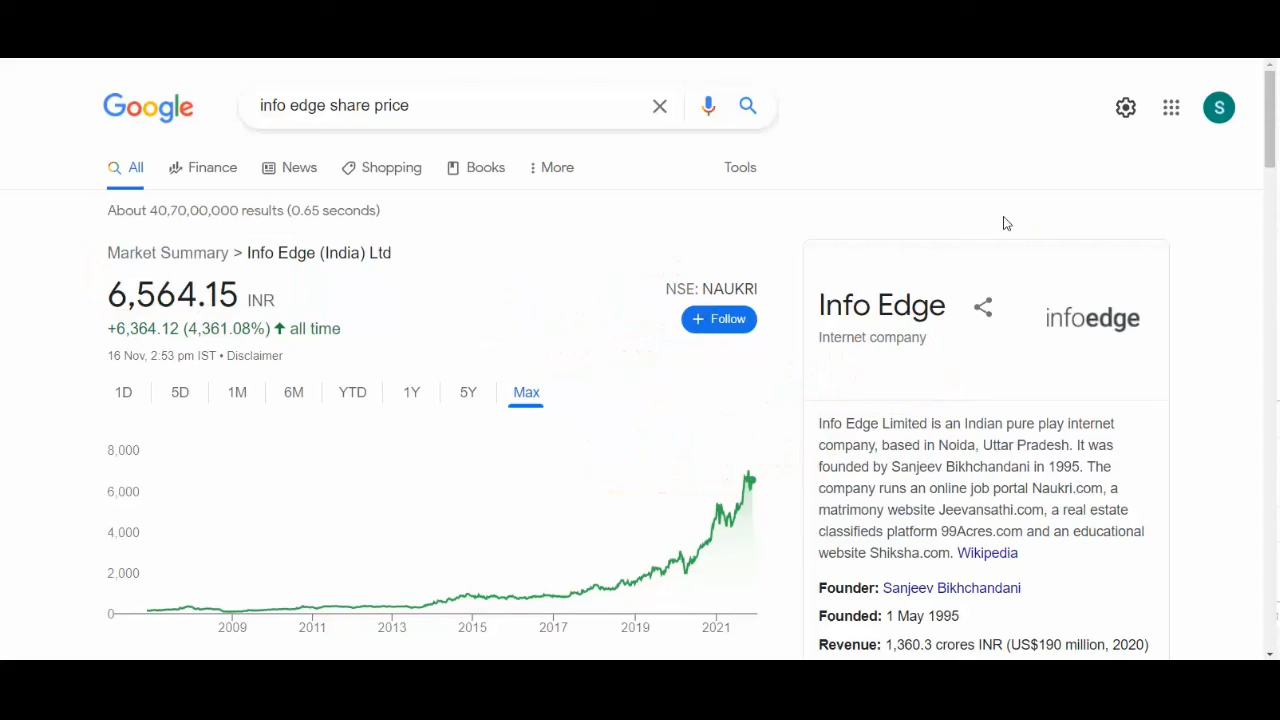 Google
info edge share price
S
All Finance News Shopping Books More Tools
About 40,70,00,000 results (0.65 seconds)
Market Summary > Info Edge (India) Ltd
6,564.15 INR
+6,364.12 (4,361.08%) all time
16 Nov, 2:53 pm IST • Disclaimer
NSE: NAUKRI
+ Follow
1D 5D 1M 6M YTD 1Y 5Y Max
8,000
6,000
4,000
2,000
0
2009 2011 2013 2015 2017 2019 2021
Info Edge
Internet company
infoedge
Info Edge Limited is an Indian pure play internet
company, based in Noida, Uttar Pradesh. It was
founded by Sanjeev Bikhchandani in 1995. The
company runs an online job portal Naukri.com, a
matrimony website Jeevansathi.com, a real estate
classifieds platform 99Acres.com and an educational
website Shiksha.com. Wikipedia
Founder: Sanjeev Bikhchandani
Founded: 1 May 1995
Revenue: 1,360.3 crores INR (US$190 million, 2020)